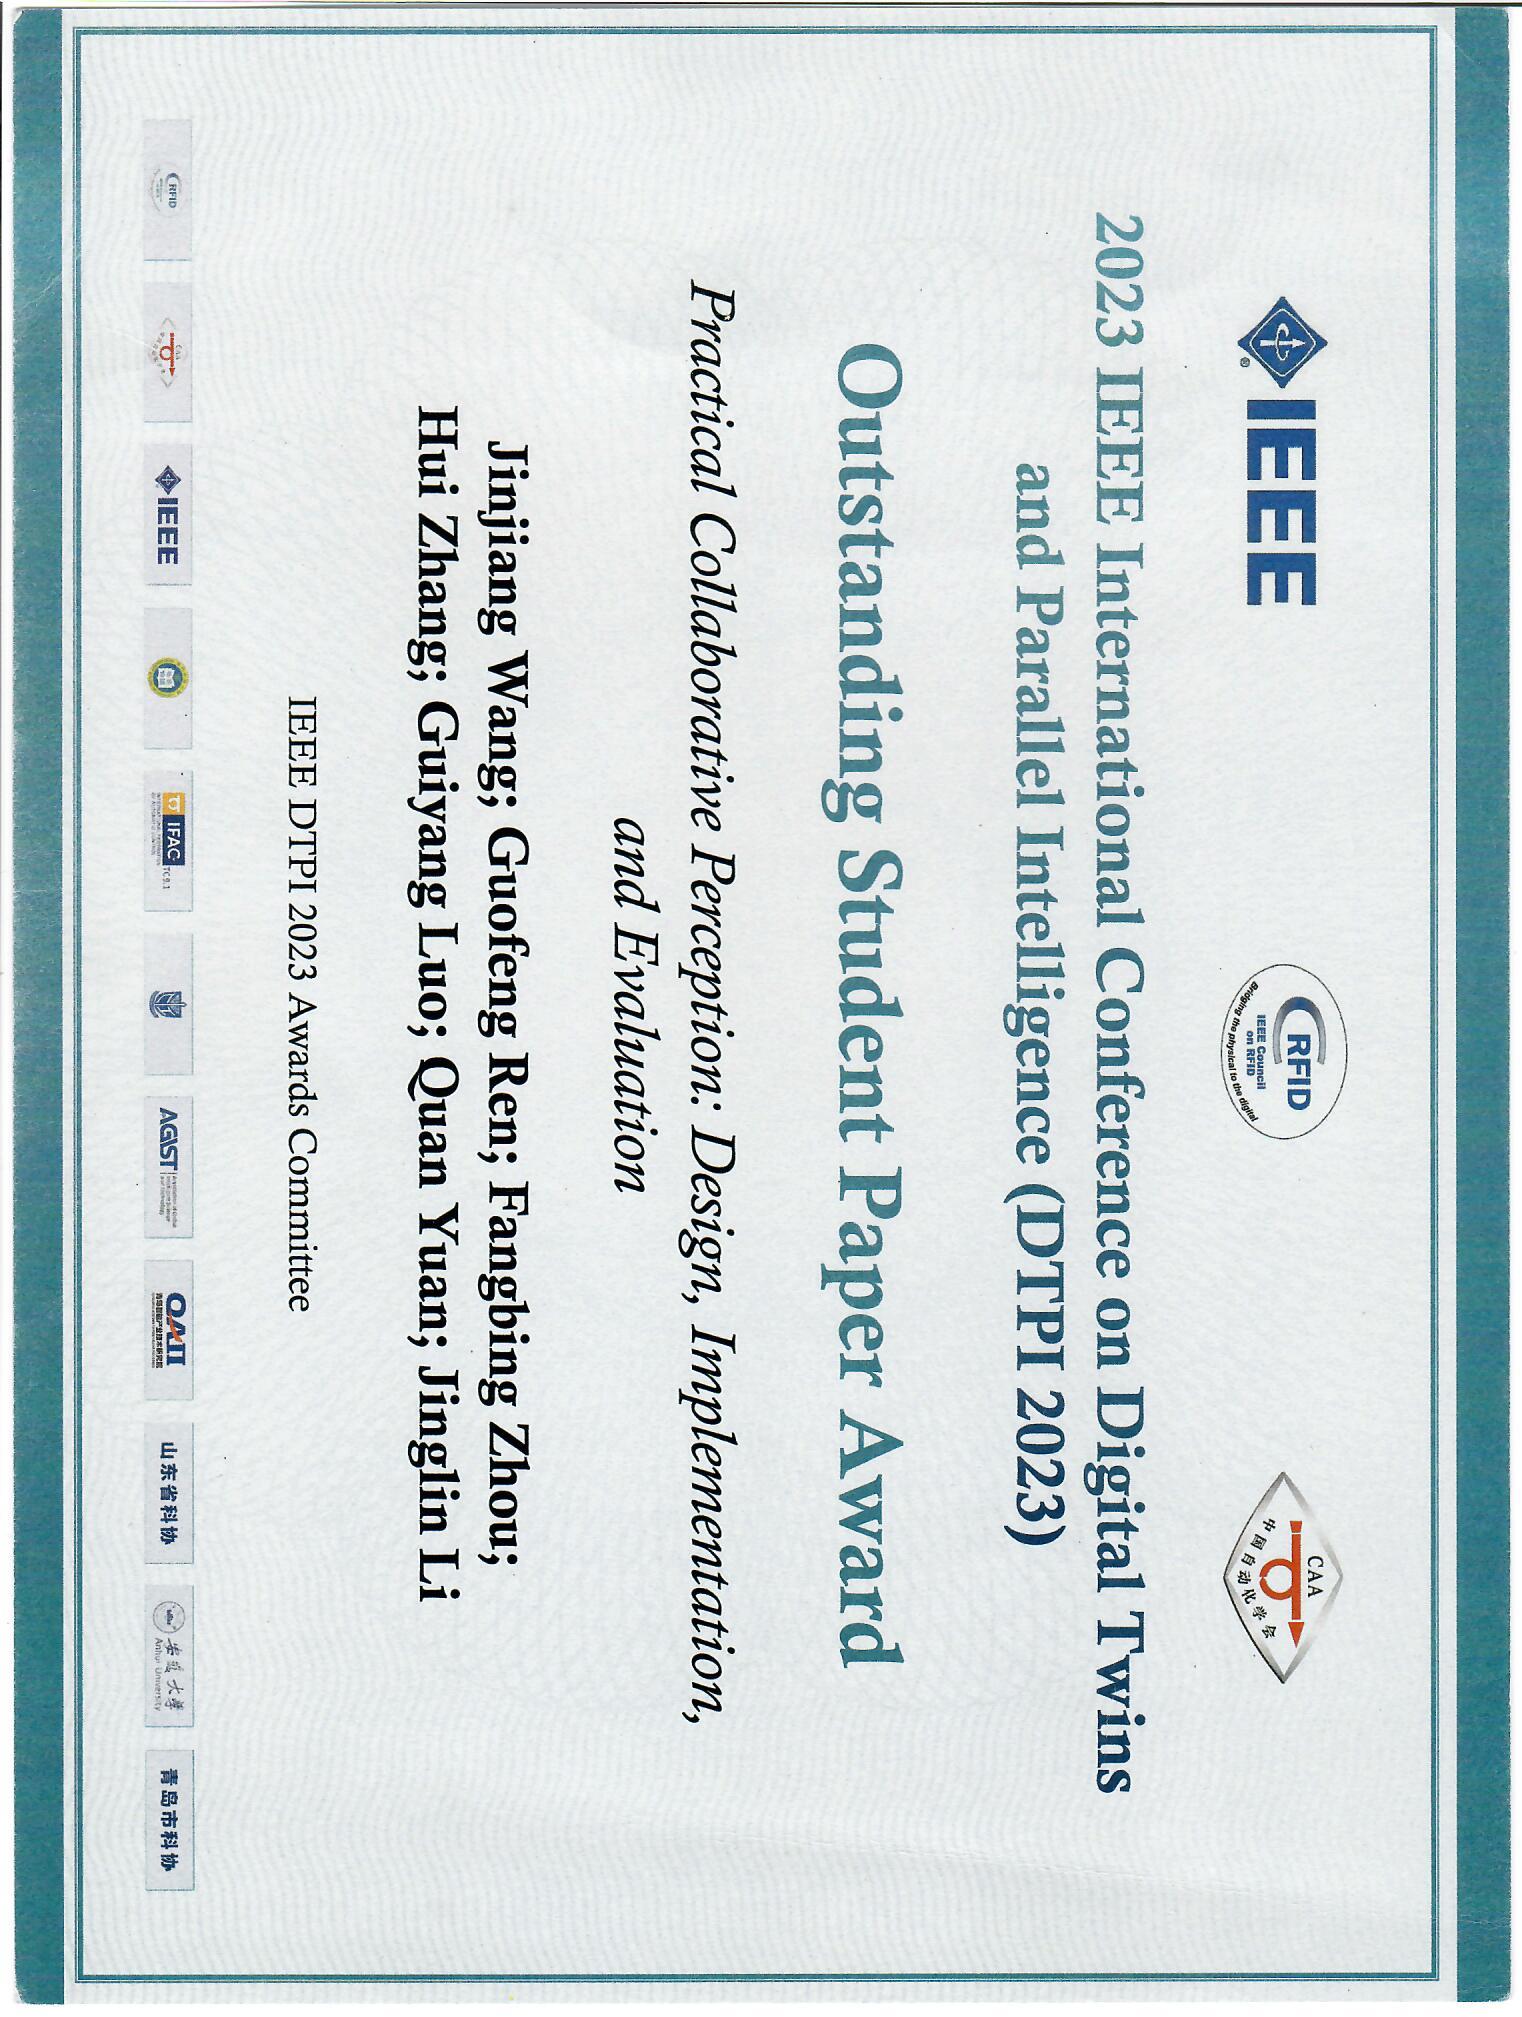 IEEE
RFID
IEEE Council
on RFID
Bridging the physical to the digital
CAA
中国自动化学会
2023 IEEE International Conference on Digital Twins
and Parallel Intelligence (DTPI 2023)
Outstanding Student Paper Award
Practical Collaborative Perception: Design, Implementation,
and Evaluation
Jinjiang Wang; Guofeng Ren; Fangbing Zhou;
Hui Zhang; Guiyang Luo; Quan Yuan; Jinglin Li
IEEE DTPI 2023 Awards Committee
RFID
CAA
IEEE
IFAC
TC 9.1
AGIST
QAII
山东省科协
安徽大学
Anhui University
青岛市科协